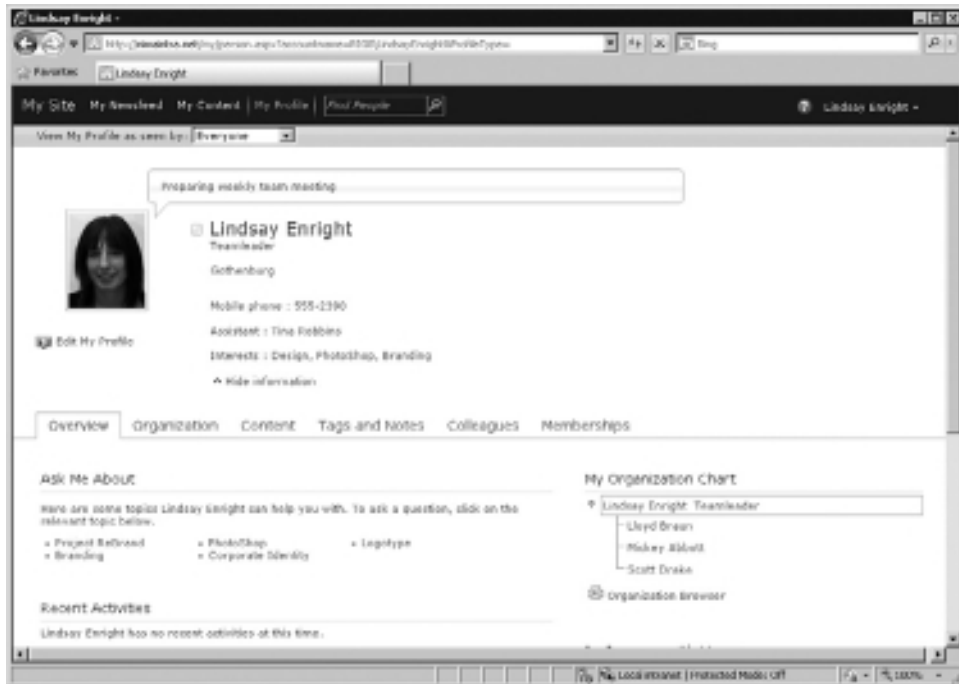 Lindsay Enright -
Bing
Favorites Lindsay Enright
My Site My Newsfeed My Content | My Profile | Find People
Lindsay Enright -
View My Profile as seen by: Everyone
Preparing weekly team meeting
Lindsay Enright
Teamleader
Gothenburg
Mobile phone : 555-2390
Assistant : Tina Robbins
Edit My Profile
Interests : Design, PhotoShop, Branding
Hide information
Overview Organization Content Tags and Notes Colleagues Memberships
Ask Me About
Here are some topics Lindsay Enright can help you with. To ask a question, click on the
relevant topic below.
Project ReBrand PhotoShop Logotype
Branding Corporate Identity
Recent Activities
Lindsay Enright has no recent activities at this time.
My Organization Chart
Lindsay Enright Teamleader
Lloyd Braun
Mickey Abbott
Scott Drake
Organization Browser
Local intranet | Protected Mode: Off 100%